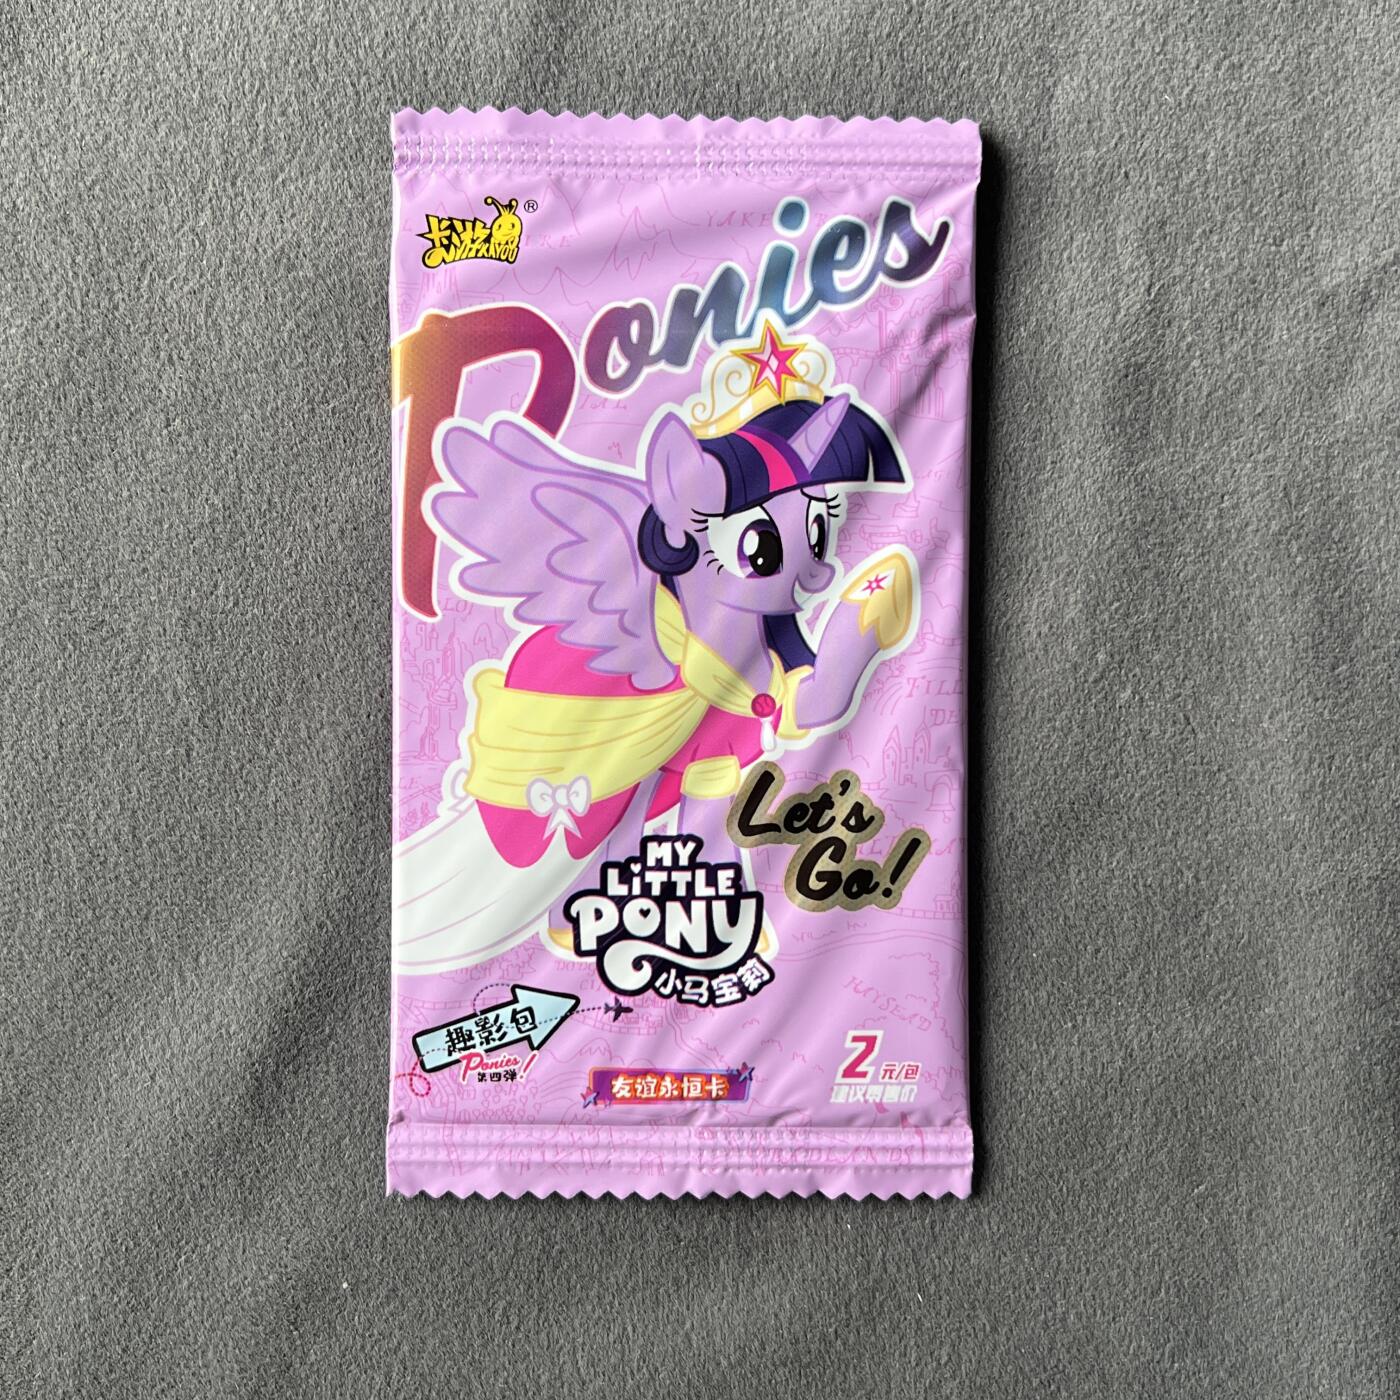 卡游 KAYOU ®
Ponies
Let's
Go!
MY
LITTLE
PONY
小马宝莉
趣影包
Ponies!
第四弹
友谊永恒卡
2元/包
建议零售价
HAYSEAD